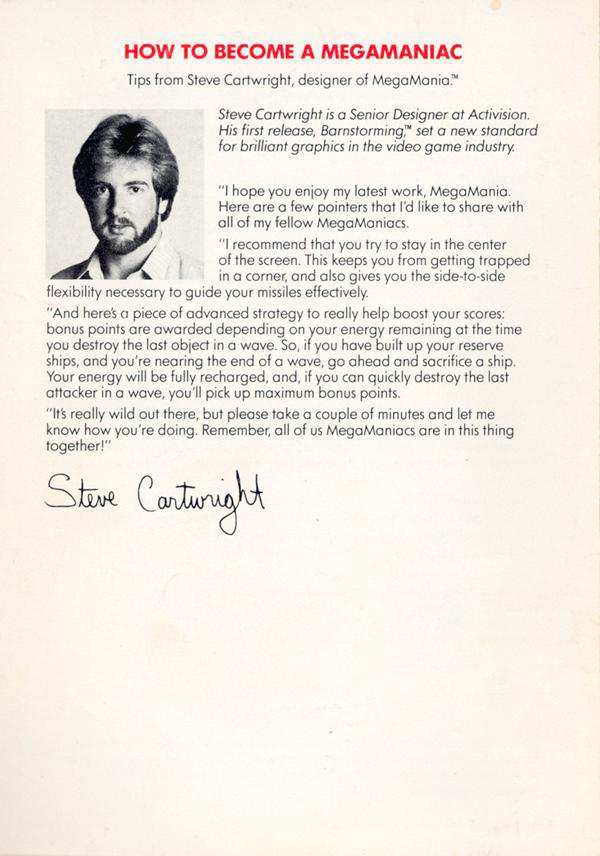 HOW TO BECOME A MEGAMANIAC
Tips from Steve Cartwright, designer of MegaMania.™
Steve Cartwright is a Senior Designer at Activision.
His first release, Barnstorming,™ set a new standard
for brilliant graphics in the video game industry.
"I hope you enjoy my latest work, MegaMania.
Here are a few pointers that I'd like to share with
all of my fellow MegaManiacs.
"I recommend that you try to stay in the center
of the screen. This keeps you from getting trapped
in a corner, and also gives you the side-to-side
flexibility necessary to guide your missiles effectively.
"And here's a piece of advanced strategy to really help boost your scores:
bonus points are awarded depending on your energy remaining at the time
you destroy the last object in a wave. So, if you have built up your reserve
ships, and you're nearing the end of a wave, go ahead and sacrifice a ship.
Your energy will be fully recharged, and, if you can quickly destroy the last
attacker in a wave, you'll pick up maximum bonus points.
"It's really wild out there, but please take a couple of minutes and let me
know how you're doing. Remember, all of us MegaManiacs are in this thing
together!"
Steve Cartwright